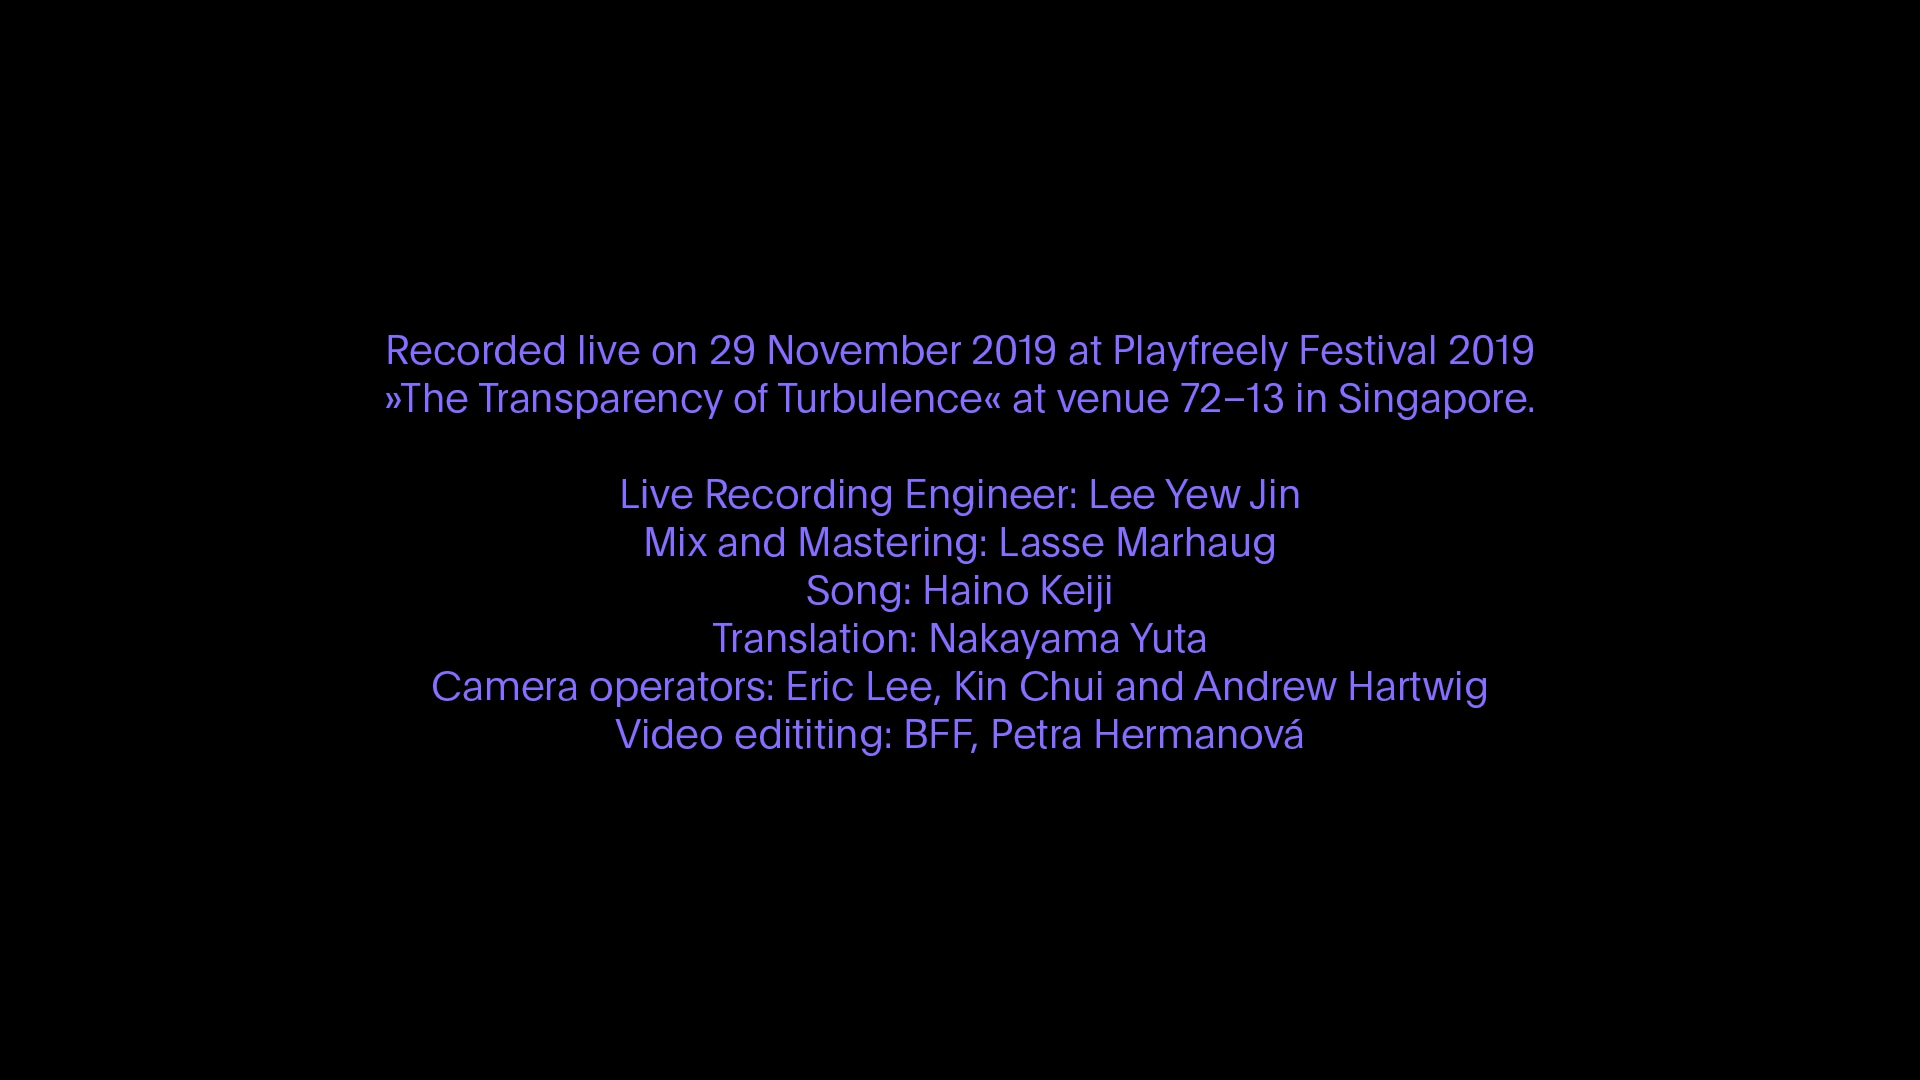 Recorded live on 29 November 2019 at Playfreely Festival 2019
»The Transparency of Turbulence« at venue 72–13 in Singapore.
Live Recording Engineer: Lee Yew Jin
Mix and Mastering: Lasse Marhaug
Song: Haino Keiji
Translation: Nakayama Yuta
Camera operators: Eric Lee, Kin Chui and Andrew Hartwig
Video edititing: BFF, Petra Hermanová